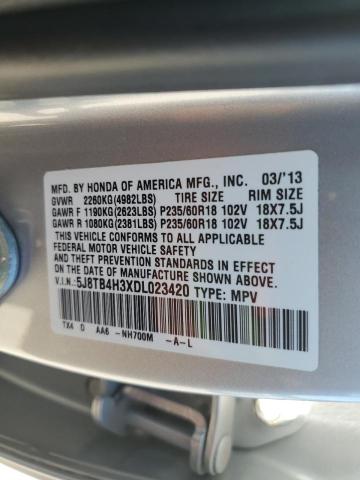 MFD. BY HONDA OF AMERICA MFG., INC. 03/'13
GVWR 2260KG(4982LBS) TIRE SIZE RIM SIZE
GAWR F 1190KG(2623LBS) P235/60R18 102V 18X7.5J
GAWR R 1080KG(2381LBS) P235/60R18 102V 18X7.5J
THIS VEHICLE CONFORMS TO ALL APPLICABLE
FEDERAL MOTOR VEHICLE SAFETY AND
THEFT PREVENTION STANDARDS IN EFFECT ON
THE DATE OF MANUFACTURE SHOWN ABOVE.
V.I.N.: 5J8TB4H3XDL023420 TYPE: MPV
TX4 D AA6 -NH700M -A-L